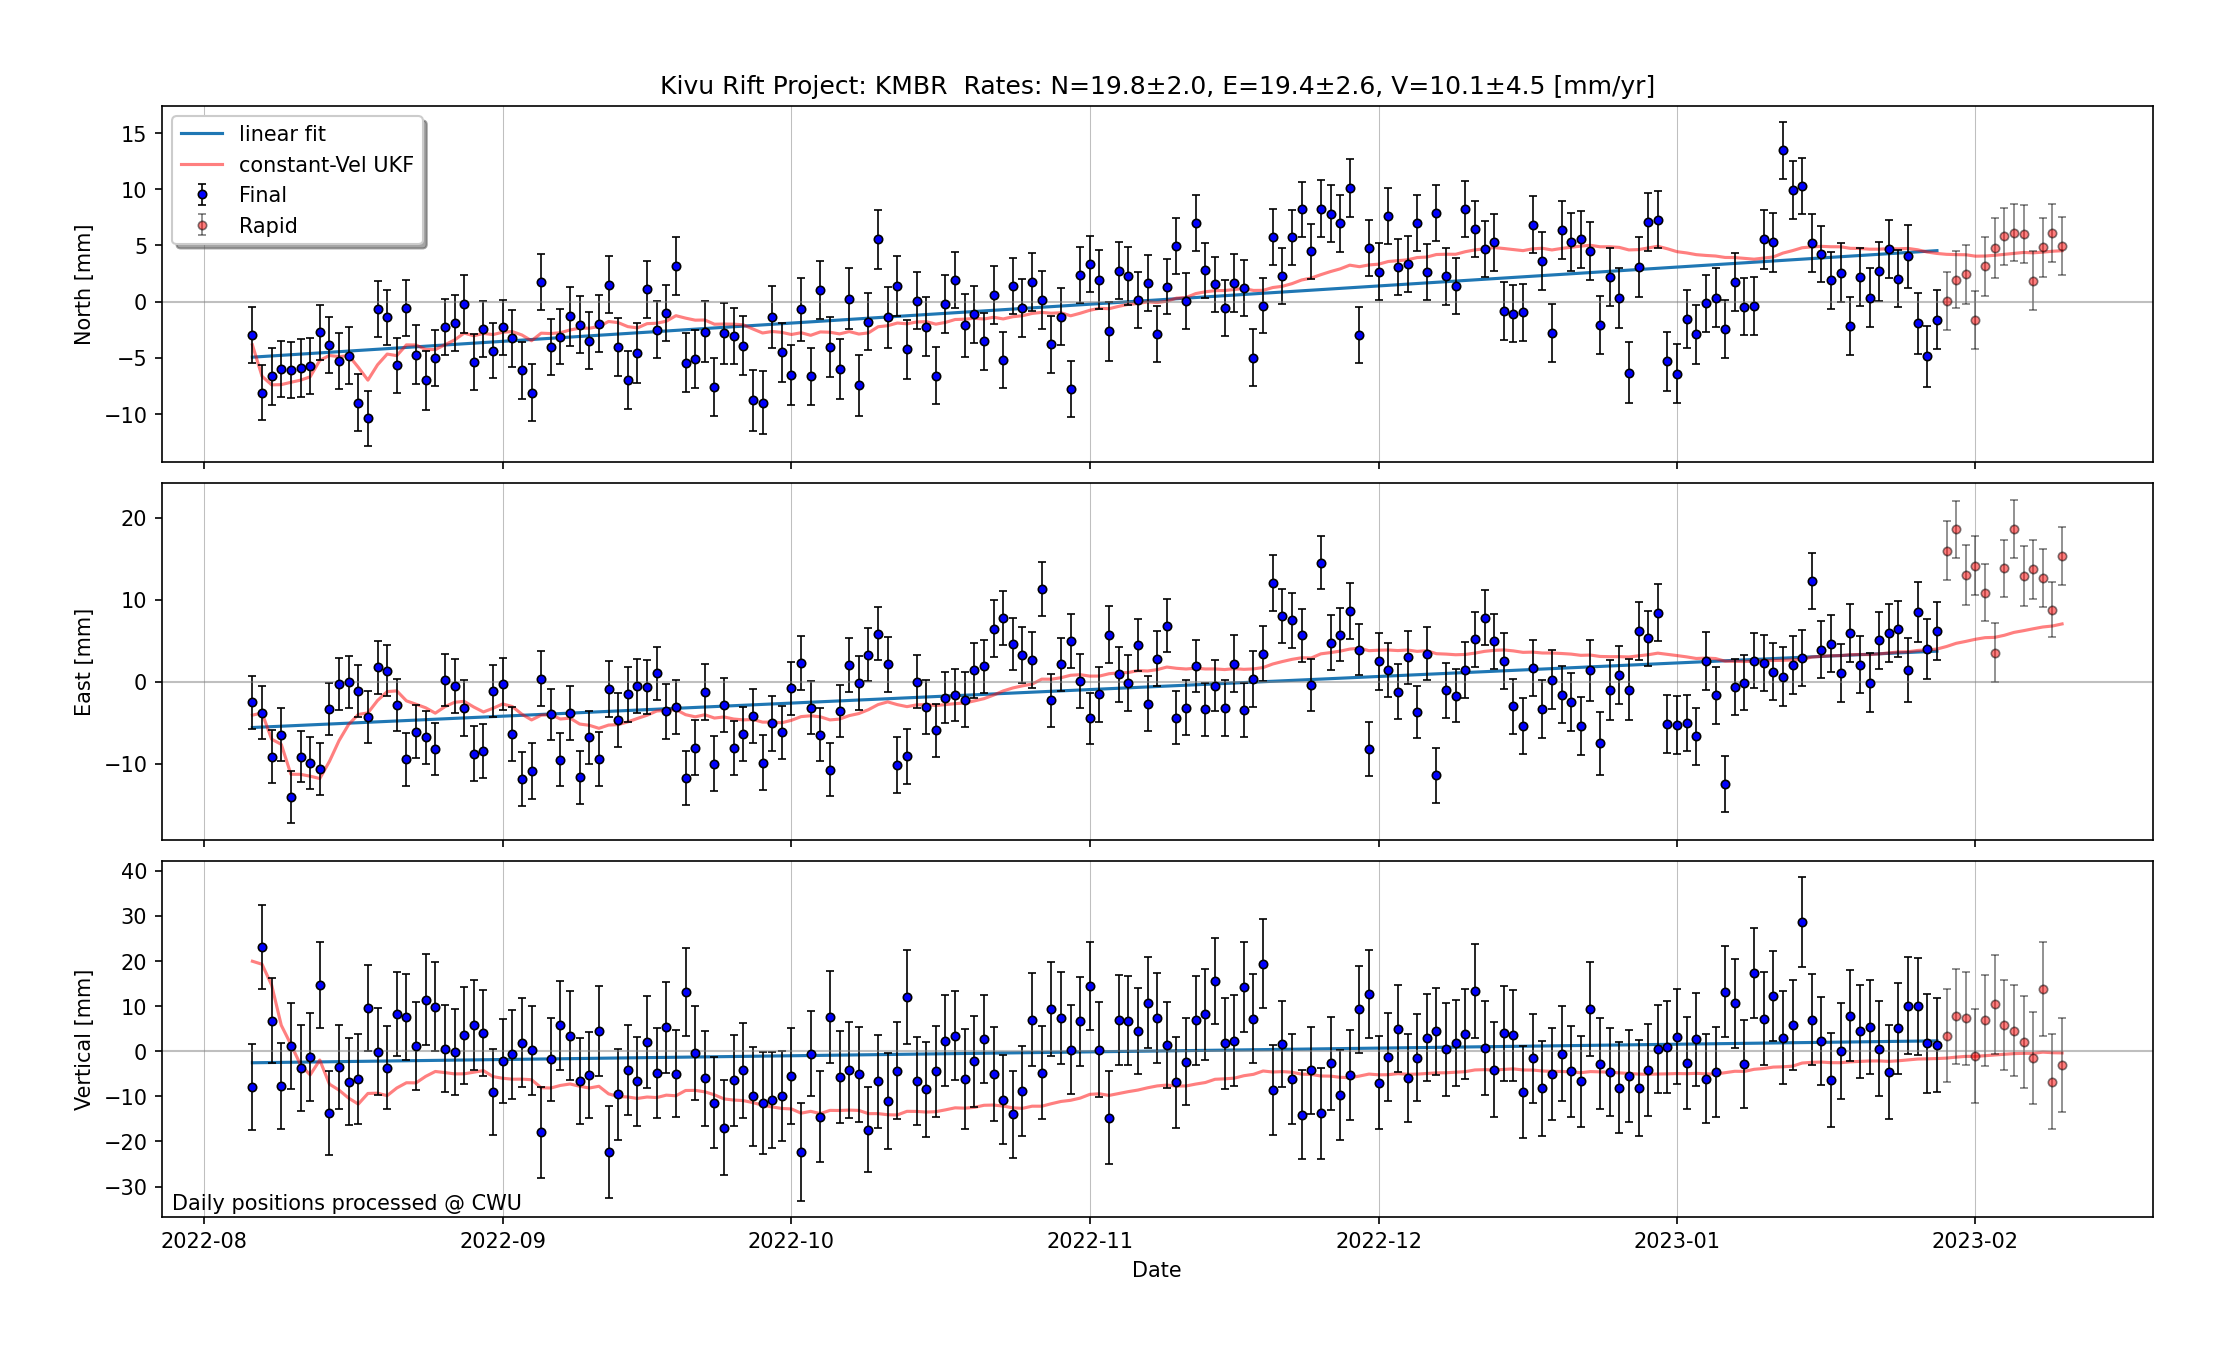 Kivu Rift Project: KMBR  Rates: N=19.8±2.0, E=19.4±2.6, V=10.1±4.5 [mm/yr]
linear fit
constant-Vel UKF
Final
Rapid
North [mm]
15
10
5
0
−5
−10
East [mm]
20
10
0
−10
Vertical [mm]
40
30
20
10
0
−10
−20
−30
Daily positions processed @ CWU
2022-08 2022-09 2022-10 2022-11 2022-12 2023-01 2023-02
Date